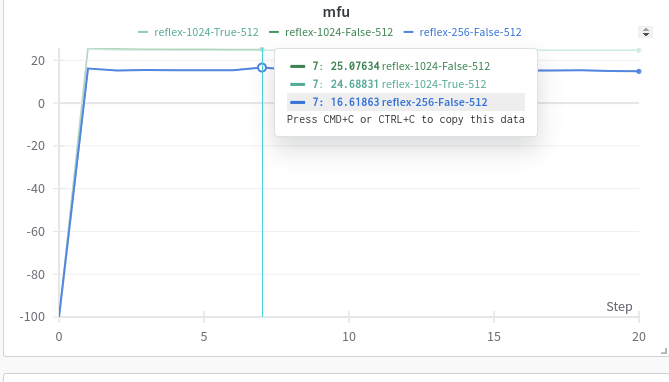 mfu
reflex-1024-True-512 reflex-1024-False-512 reflex-256-False-512
20
0
-20
-40
-60
-80
-100
7: 25.07634 reflex-1024-False-512
7: 24.68831 reflex-1024-True-512
7: 16.61863 reflex-256-False-512
Press CMD+C or CTRL+C to copy this data
Step
0 5 10 15 20